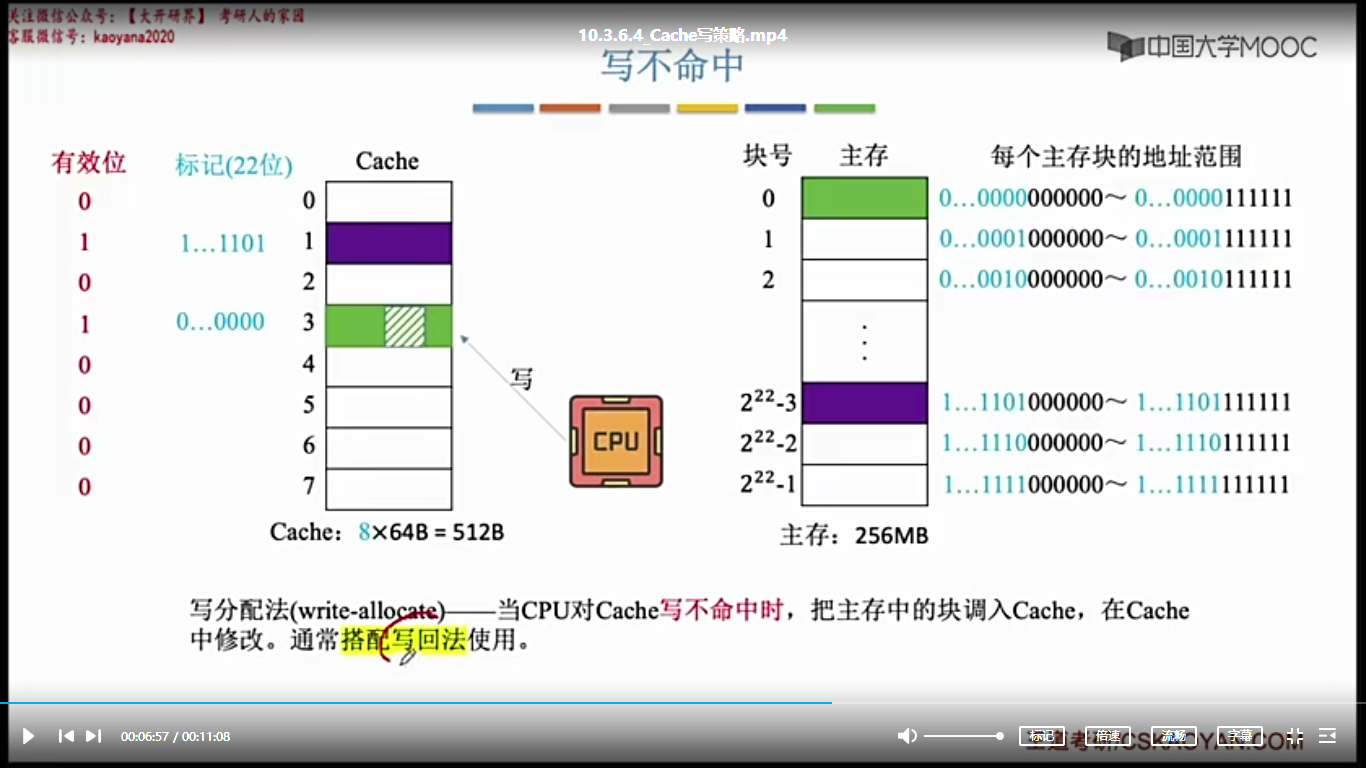 关注微信公众号：【大开研界】 考研人的家园
客服微信号：kaoyana2020
10.3.6.4_Cache写策略.mp4
中国大学MOOC
写不命中
有效位 标记(22位) Cache
块号 主存 每个主存块的地址范围
0 0
1 1…1101 1
0 2
1 0…0000 3
0 4
0 5
0 6
0 7
0 0…0000000000～ 0…0000111111
1 0…0001000000～ 0…0001111111
2 0…0010000000～ 0…0010111111
⋮
2²²-3 1…1101000000～ 1…1101111111
2²²-2 1…1110000000～ 1…1110111111
2²²-1 1…1111000000～ 1…1111111111
写
CPU
Cache：8×64B = 512B
主存：256MB
写分配法(write-allocate)——当CPU对Cache写不命中时，把主存中的块调入Cache，在Cache
中修改。通常搭配写回法使用。
00:06:57 / 00:11:08
标记 倍速 流畅 字幕